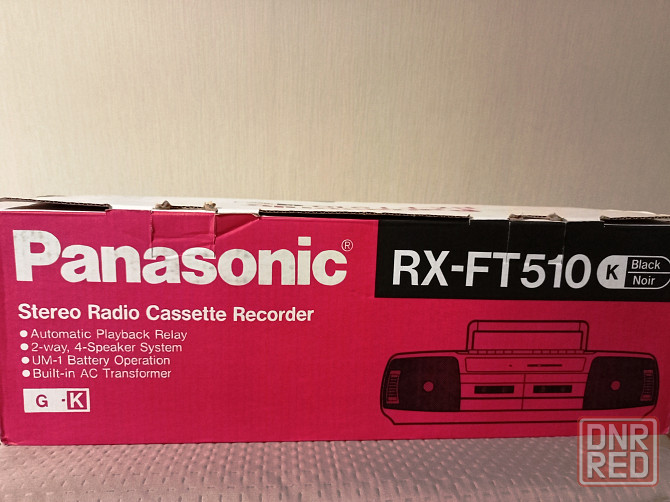 Panasonic®
RX-FT510
K Black
Noir
Stereo Radio Cassette Recorder
● Automatic Playback Relay
● 2-way, 4-Speaker System
● UM-1 Battery Operation
● Built-in AC Transformer
G - K
DNR
RED